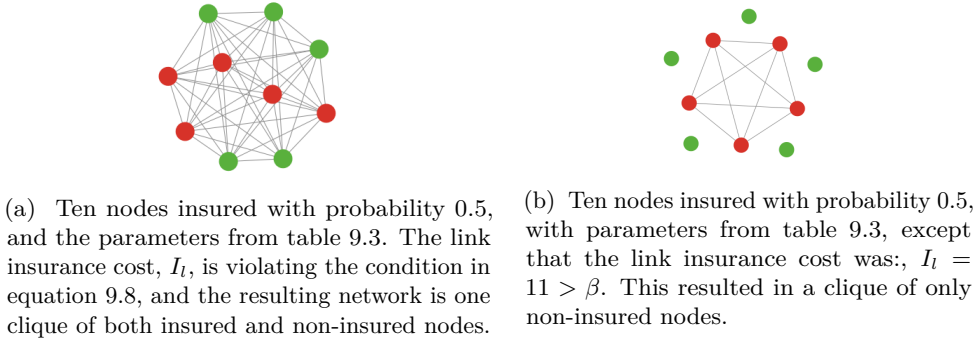 (a) Ten nodes insured with probability 0.5,
and the parameters from table 9.3. The link
insurance cost, I_l, is violating the condition in
equation 9.8, and the resulting network is one
clique of both insured and non-insured nodes.
(b) Ten nodes insured with probability 0.5,
with parameters from table 9.3, except
that the link insurance cost was:, I_l =
11 > β. This resulted in a clique of only
non-insured nodes.